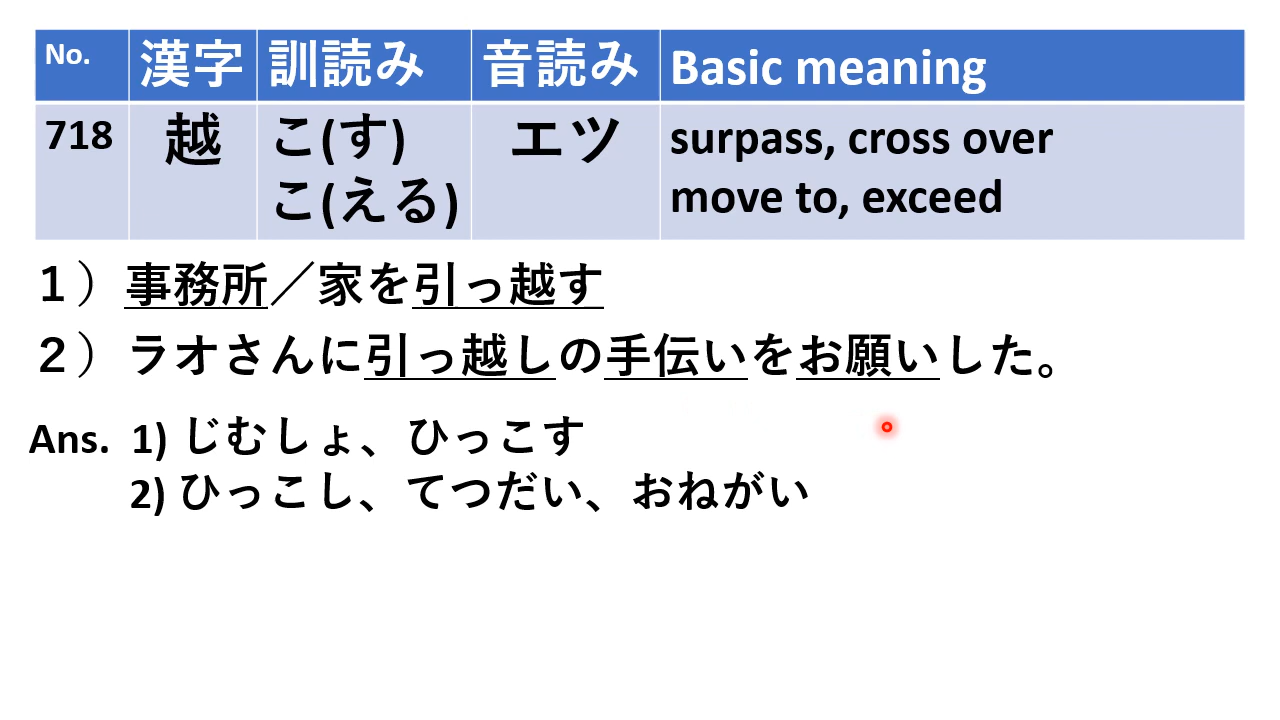 No. 漢字 訓読み 音読み Basic meaning
718 越 こ(す) エツ surpass, cross over
こ(える) move to, exceed
１）事務所／家を引っ越す
２）ラオさんに引っ越しの手伝いをお願いした。
Ans. 1) じむしょ、ひっこす
2) ひっこし、てつだい、おねがい